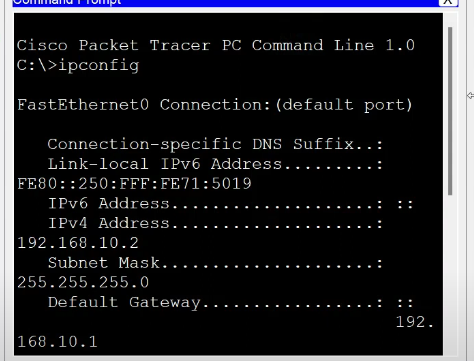 Command Prompt
X
Cisco Packet Tracer PC Command Line 1.0
C:\>ipconfig
FastEthernet0 Connection:(default port)
Connection-specific DNS Suffix..:
Link-local IPv6 Address.........:
FE80::250:FFF:FE71:5019
IPv6 Address....................: ::
IPv4 Address....................:
192.168.10.2
Subnet Mask.....................:
255.255.255.0
Default Gateway.................: ::
192.
168.10.1